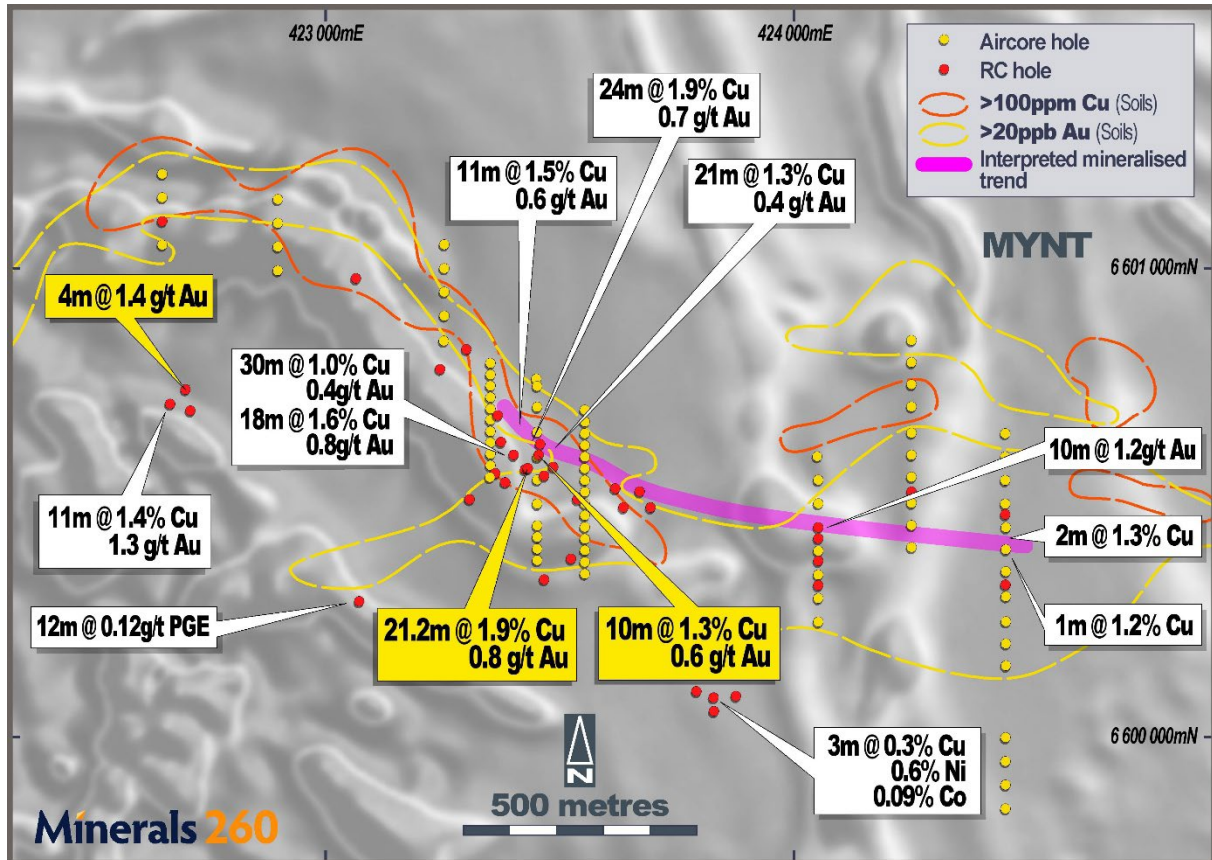 423 000mE
424 000mE
Aircore hole
RC hole
>100ppm Cu (Soils)
>20ppb Au (Soils)
Interpreted mineralised
trend
24m @ 1.9% Cu
0.7 g/t Au
11m @ 1.5% Cu
0.6 g/t Au
21m @ 1.3% Cu
0.4 g/t Au
MYNT
6 601 000mN
4m @ 1.4 g/t Au
30m @ 1.0% Cu
0.4g/t Au
18m @ 1.6% Cu
0.8g/t Au
10m @ 1.2g/t Au
11m @ 1.4% Cu
1.3 g/t Au
2m @ 1.3% Cu
12m @ 0.12g/t PGE
21.2m @ 1.9% Cu
0.8 g/t Au
10m @ 1.3% Cu
0.6 g/t Au
1m @ 1.2% Cu
6 600 000mN
3m @ 0.3% Cu
0.6% Ni
0.09% Co
N
500 metres
Minerals 260